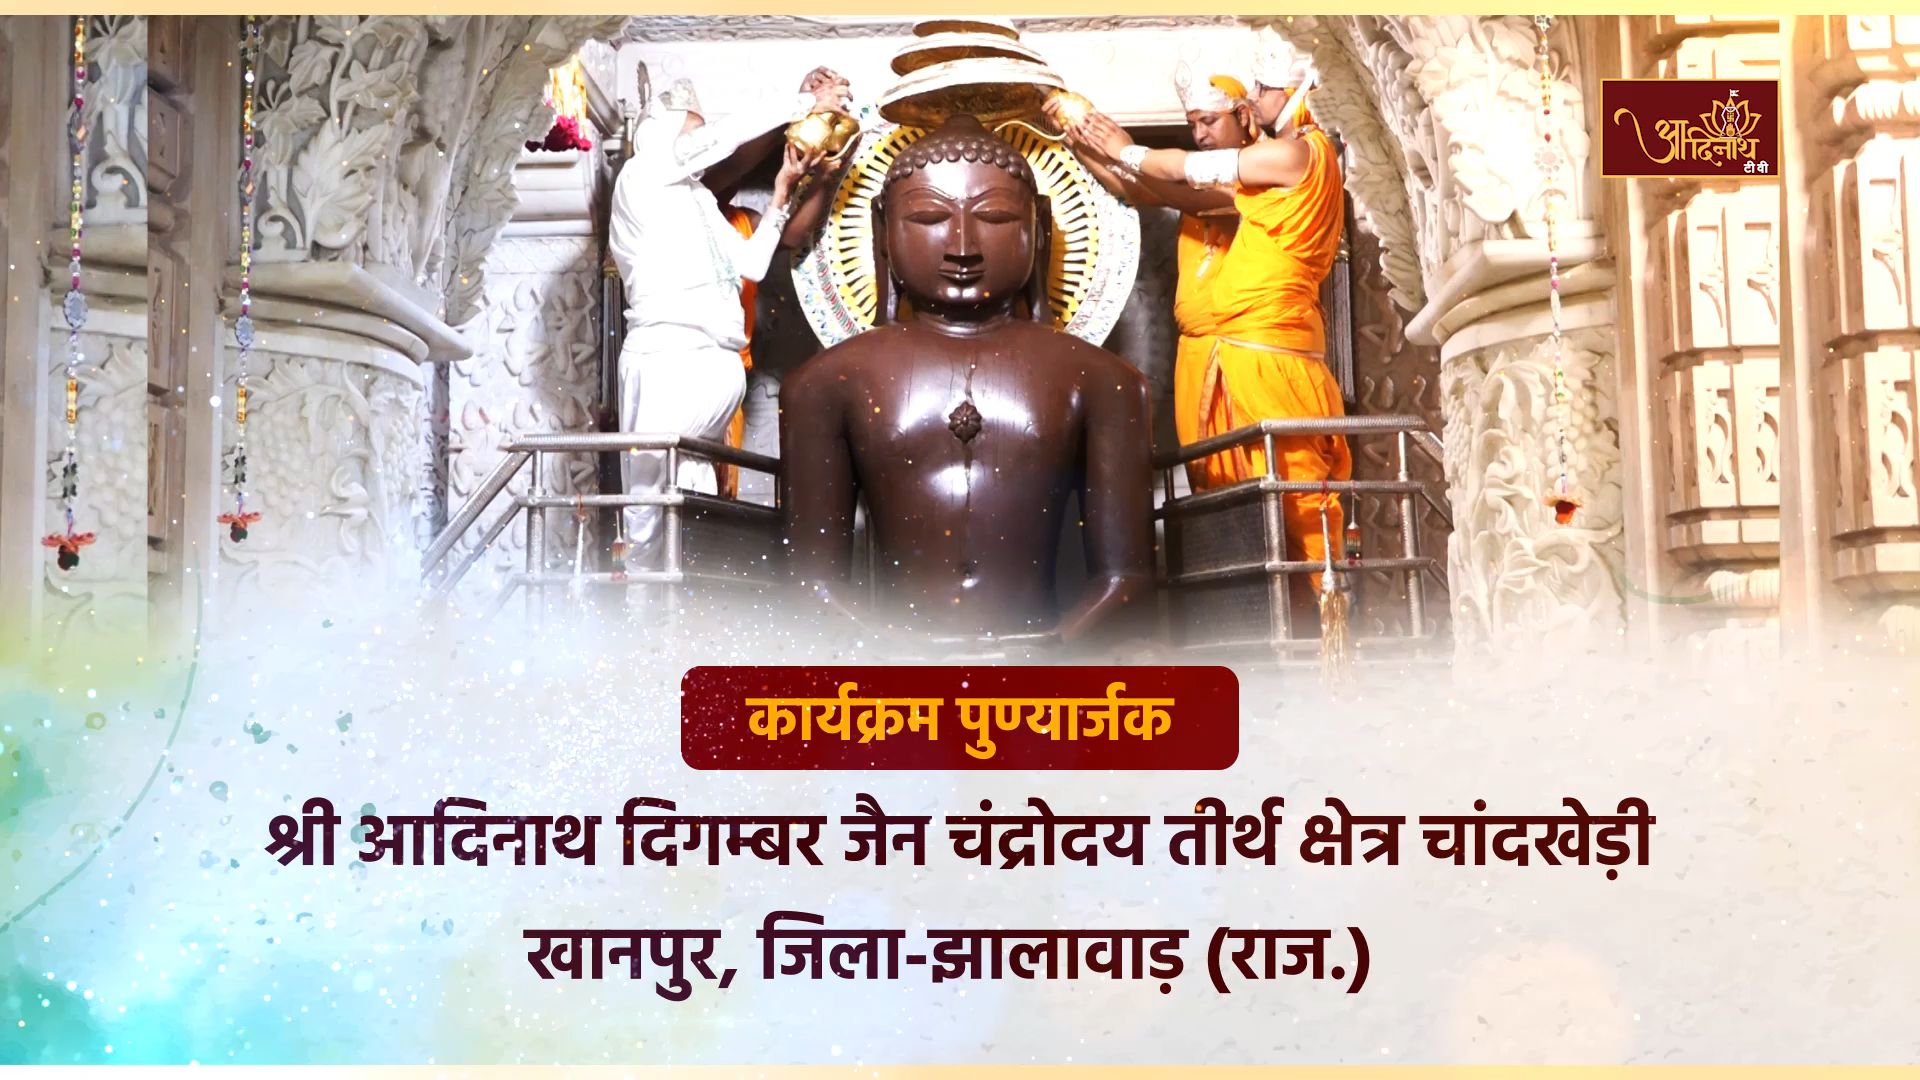 आदिनाथ
टीवी
कार्यक्रम पुण्यार्जक
श्री आदिनाथ दिगम्बर जैन चंद्रोदय तीर्थ क्षेत्र चांदखेड़ी
खानपुर, जिला-झालावाड़ (राज.)